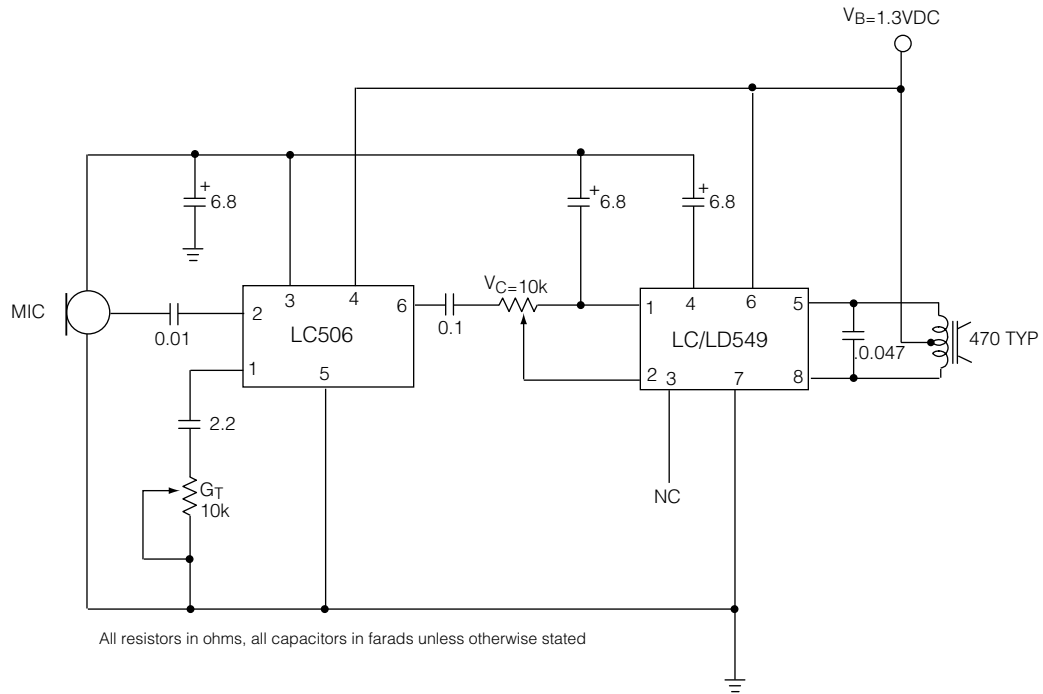 VB=1.3VDC
+
6.8
+
6.8
+
6.8
MIC
0.01
2
3
4
6
LC506
1
5
0.1
VC=10k
1
4
6
5
LC/LD549
2
3
7
8
.0.047
470 TYP
2.2
GT
10k
NC
All resistors in ohms, all capacitors in farads unless otherwise stated